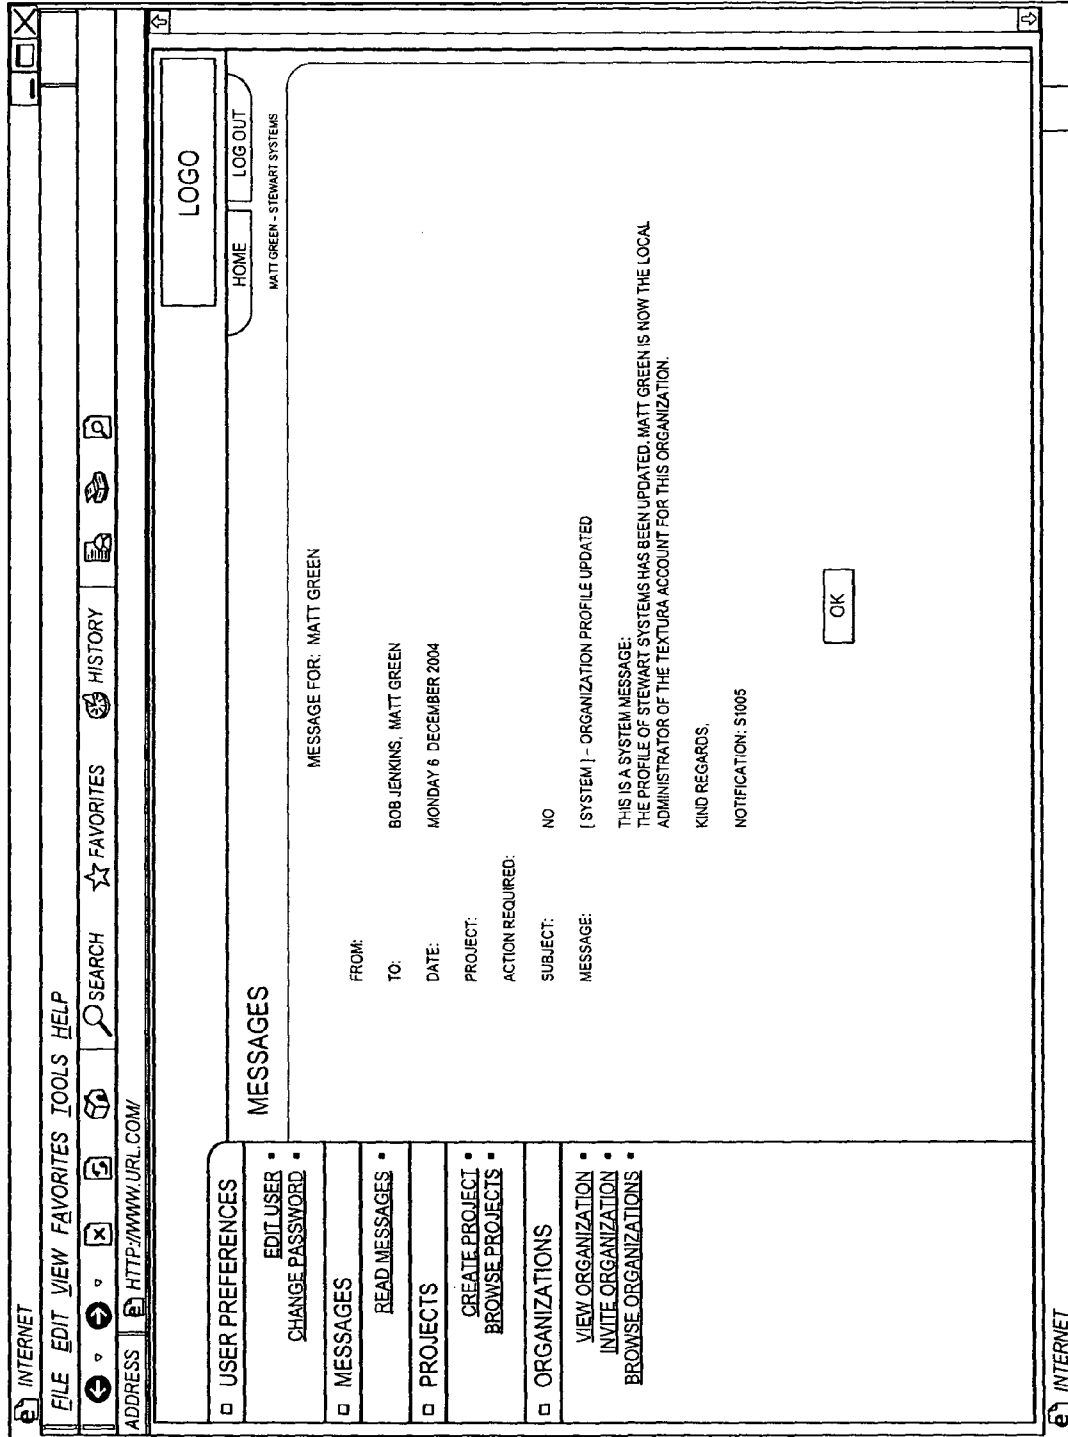 INTERNET
FILE EDIT VIEW FAVORITES TOOLS HELP
SEARCH FAVORITES HISTORY
ADDRESS HTTP://WWW.URL.COM/
LOGO
HOME LOG OUT
MATT GREEN - STEWART SYSTEMS
USER PREFERENCES
EDIT USER
CHANGE PASSWORD
MESSAGES
READ MESSAGES
PROJECTS
CREATE PROJECT
BROWSE PROJECTS
ORGANIZATIONS
VIEW ORGANIZATION
INVITE ORGANIZATION
BROWSE ORGANIZATIONS
MESSAGES
MESSAGE FOR: MATT GREEN
FROM:
TO: BOB JENKINS, MATT GREEN
DATE: MONDAY 6 DECEMBER 2004
PROJECT:
ACTION REQUIRED:
SUBJECT: NO
MESSAGE: [ SYSTEM ] - ORGANIZATION PROFILE UPDATED
THIS IS A SYSTEM MESSAGE:
THE PROFILE OF STEWART SYSTEMS HAS BEEN UPDATED. MATT GREEN IS NOW THE LOCAL
ADMINISTRATOR OF THE TEXTURA ACCOUNT FOR THIS ORGANIZATION.
KIND REGARDS,
NOTIFICATION: S1005
OK
INTERNET